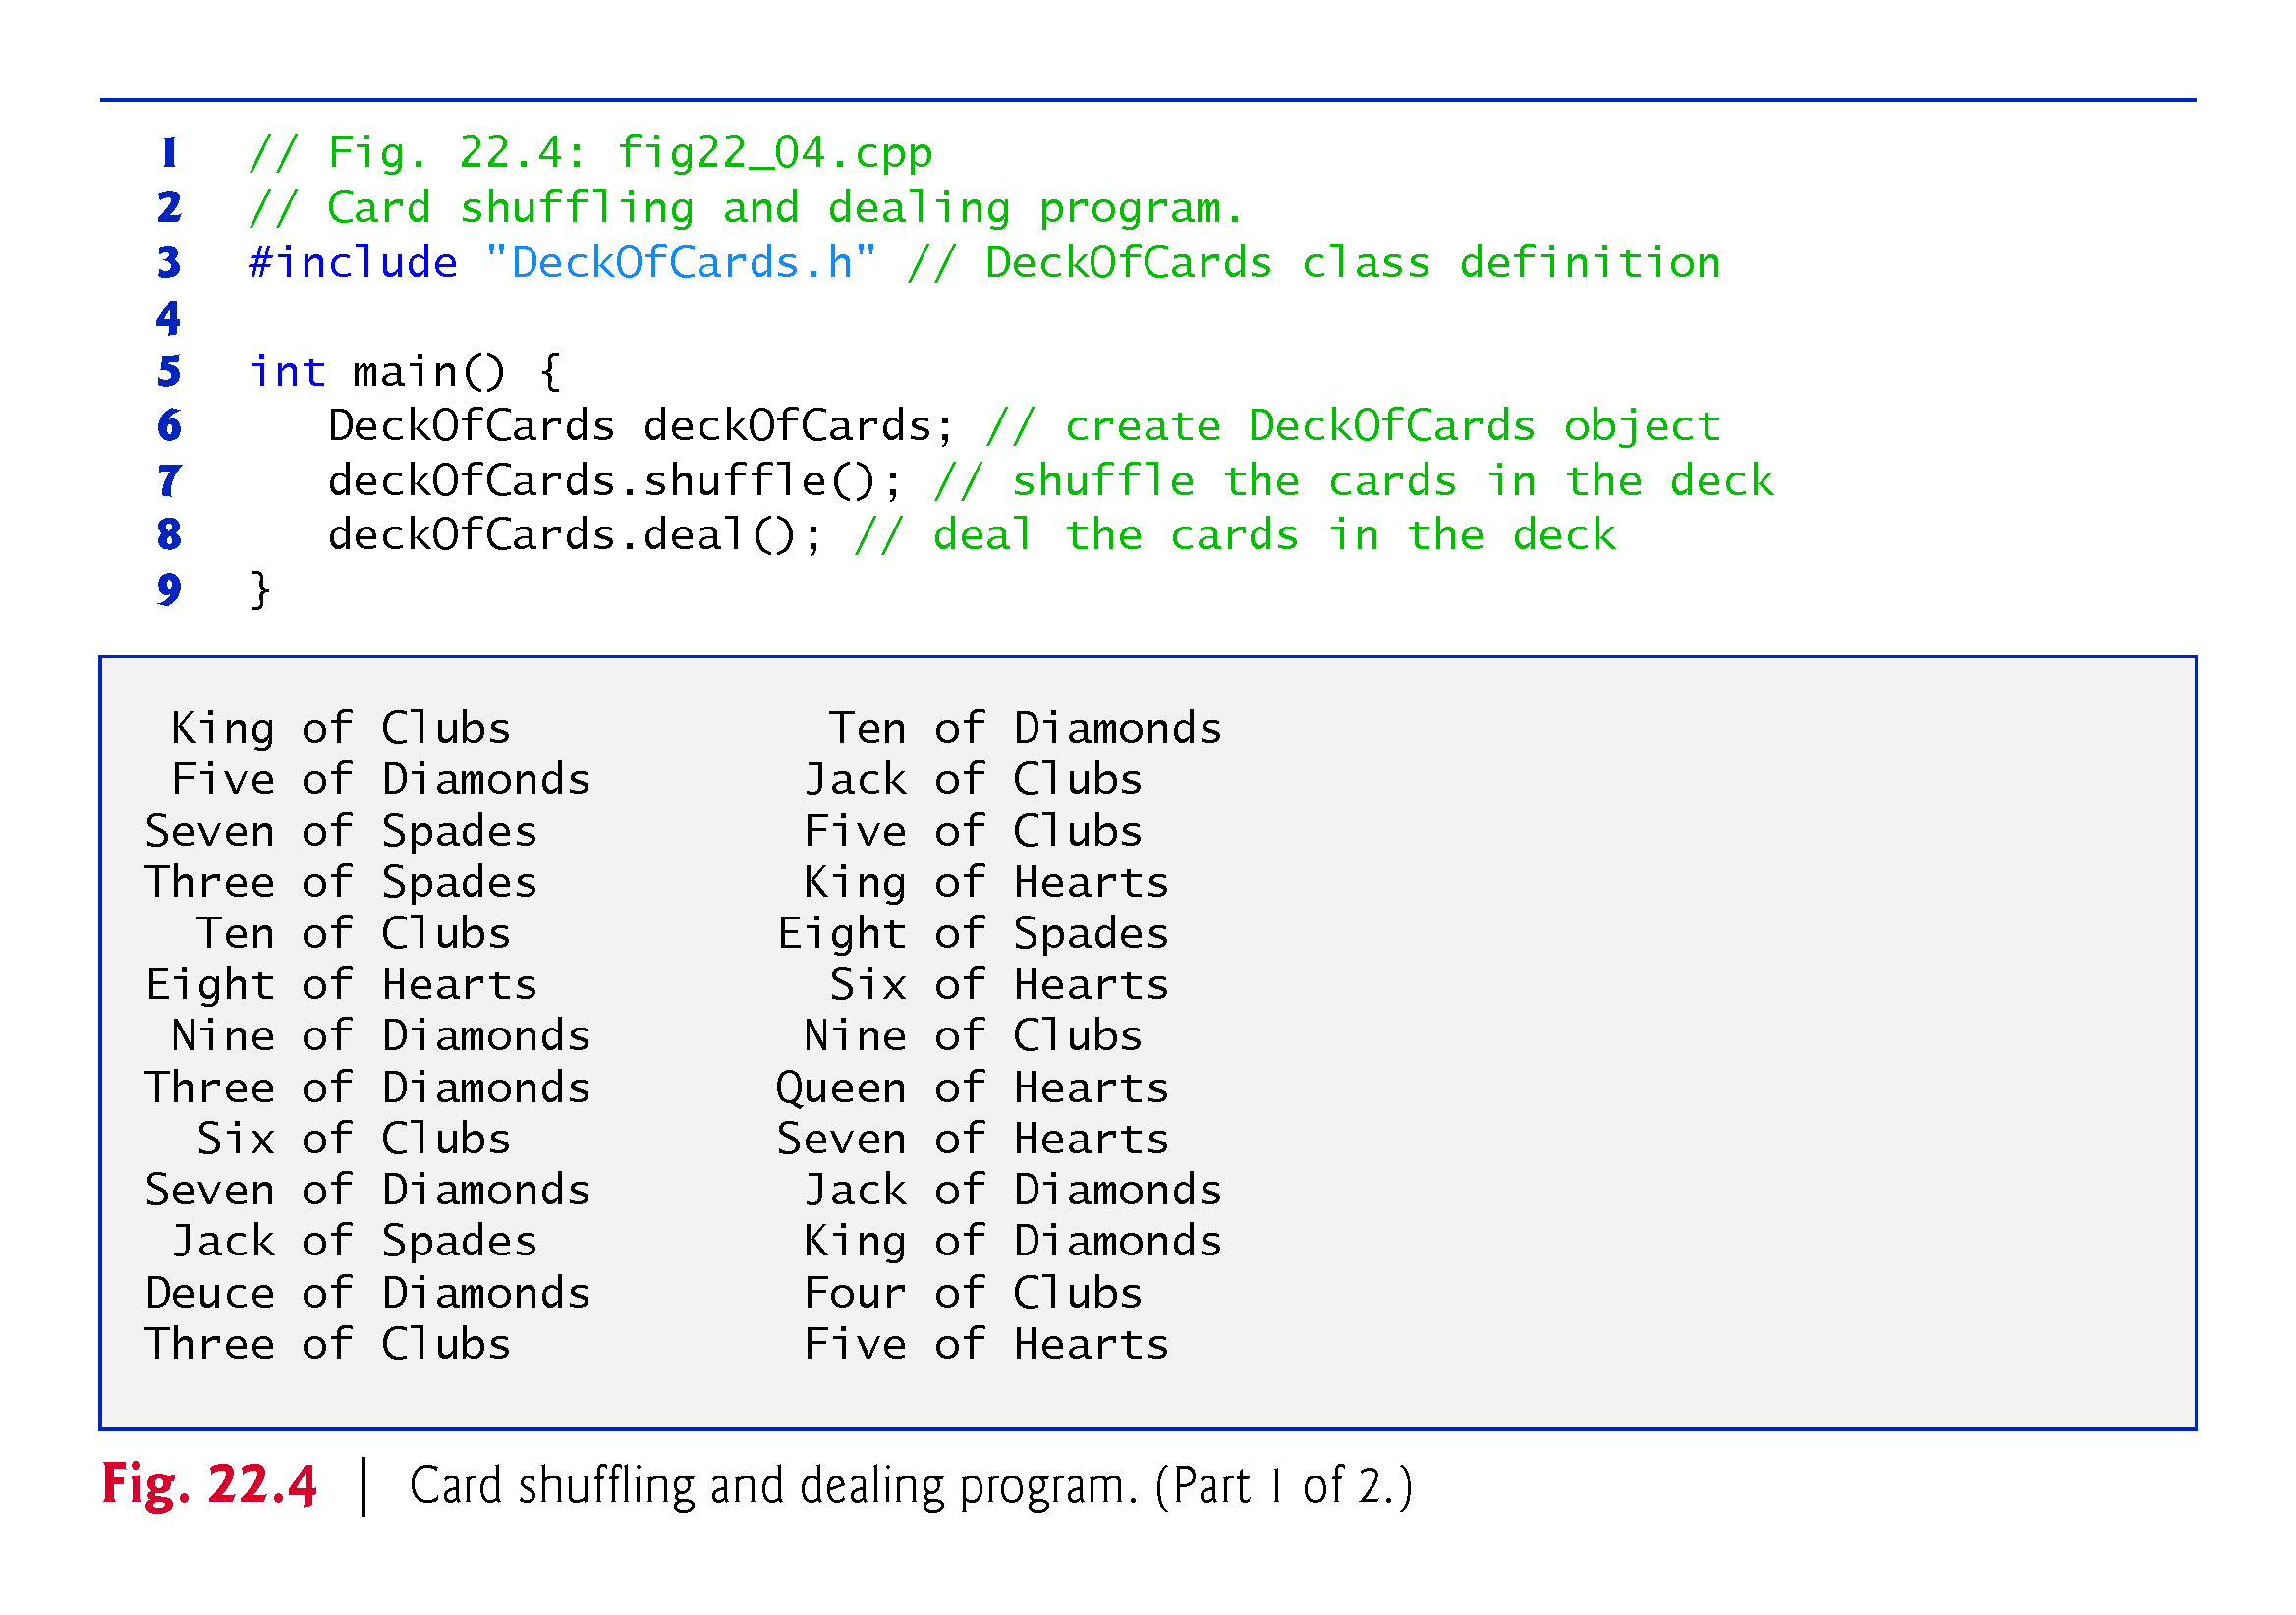 1 // Fig. 22.4: fig22_04.cpp
2 // Card shuffling and dealing program.
3 #include "DeckOfCards.h" // DeckOfCards class definition
4
5 int main() {
6    DeckOfCards deckOfCards; // create DeckOfCards object
7    deckOfCards.shuffle(); // shuffle the cards in the deck
8    deckOfCards.deal(); // deal the cards in the deck
9 }
 King of Clubs            Ten of Diamonds
 Five of Diamonds        Jack of Clubs
Seven of Spades          Five of Clubs
Three of Spades          King of Hearts
  Ten of Clubs          Eight of Spades
Eight of Hearts           Six of Hearts
 Nine of Diamonds        Nine of Clubs
Three of Diamonds       Queen of Hearts
  Six of Clubs          Seven of Hearts
Seven of Diamonds        Jack of Diamonds
 Jack of Spades          King of Diamonds
Deuce of Diamonds        Four of Clubs
Three of Clubs           Five of Hearts
Fig. 22.4 | Card shuffling and dealing program. (Part 1 of 2.)